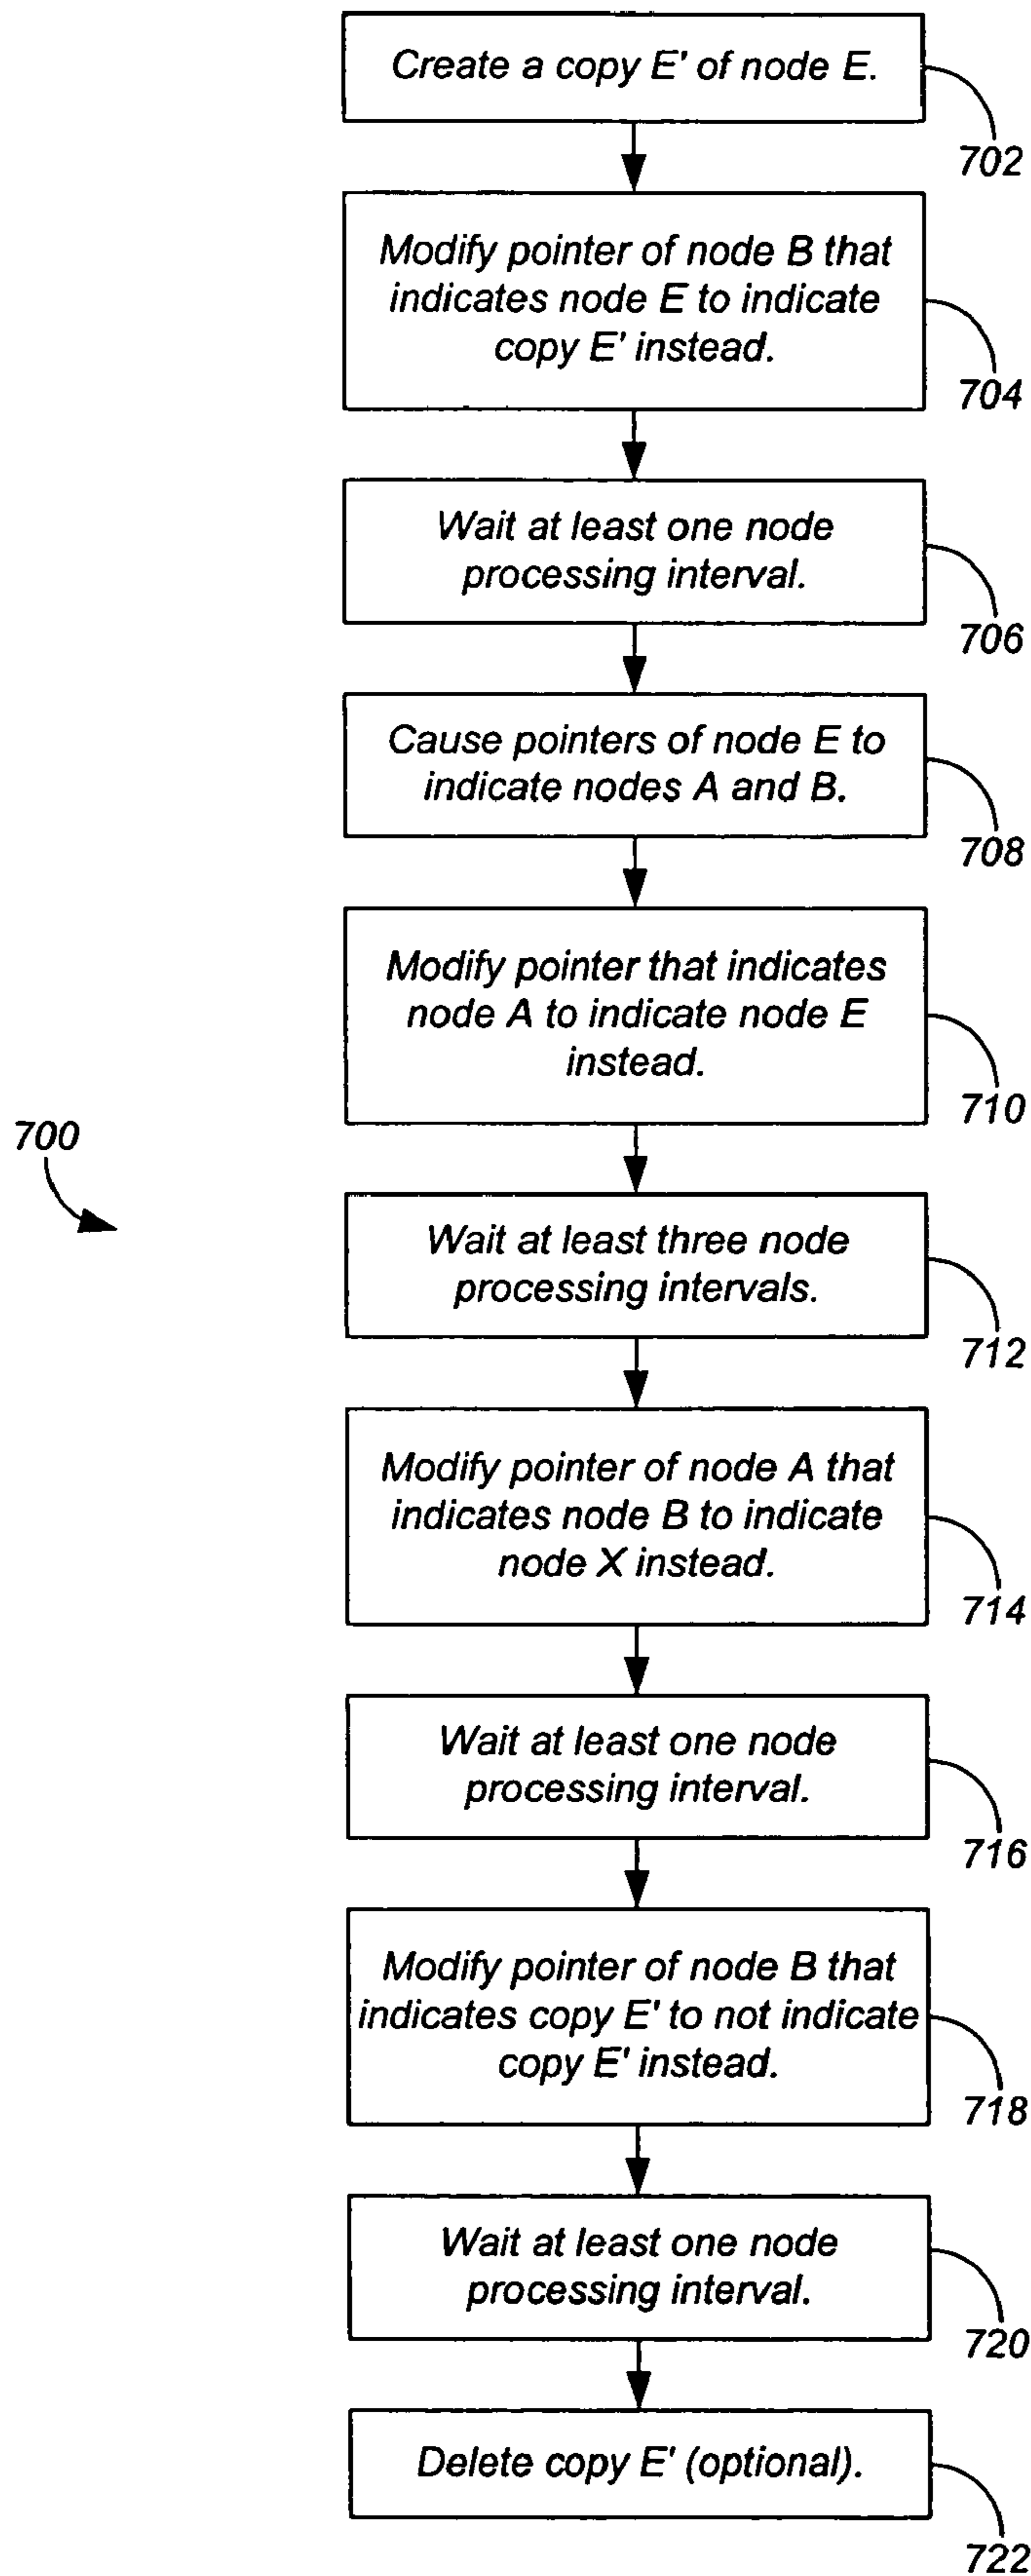 Create a copy E' of node E.
702
Modify pointer of node B that
indicates node E to indicate
copy E' instead.
704
Wait at least one node
processing interval.
706
Cause pointers of node E to
indicate nodes A and B.
708
Modify pointer that indicates
node A to indicate node E
instead.
710
700
Wait at least three node
processing intervals.
712
Modify pointer of node A that
indicates node B to indicate
node X instead.
714
Wait at least one node
processing interval.
716
Modify pointer of node B that
indicates copy E' to not indicate
copy E' instead.
718
Wait at least one node
processing interval.
720
Delete copy E' (optional).
722